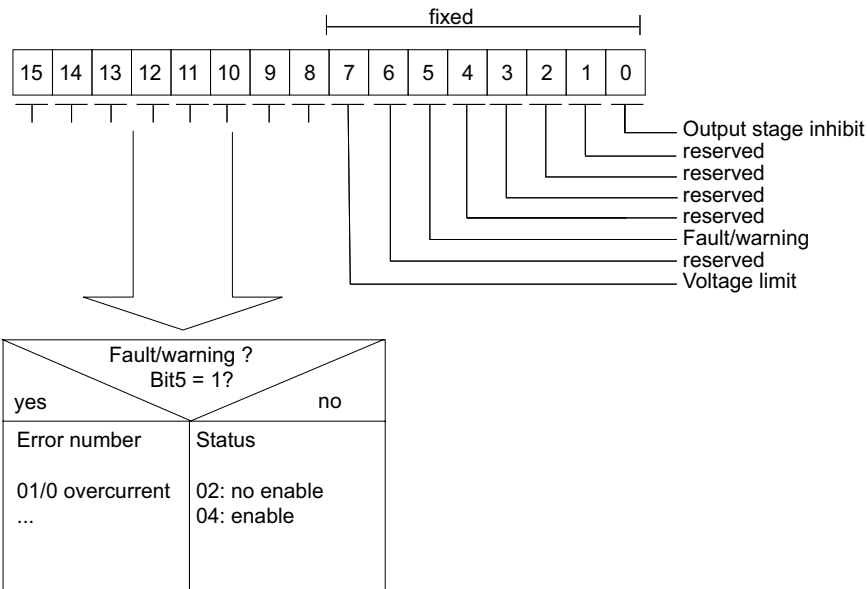 fixed
15 14 13 12 11 10 9 8 7 6 5 4 3 2 1 0
Output stage inhibit
reserved
reserved
reserved
reserved
Fault/warning
reserved
Voltage limit
Fault/warning ?
Bit5 = 1?
yes
no
Error number
01/0 overcurrent
...
Status
02: no enable
04: enable